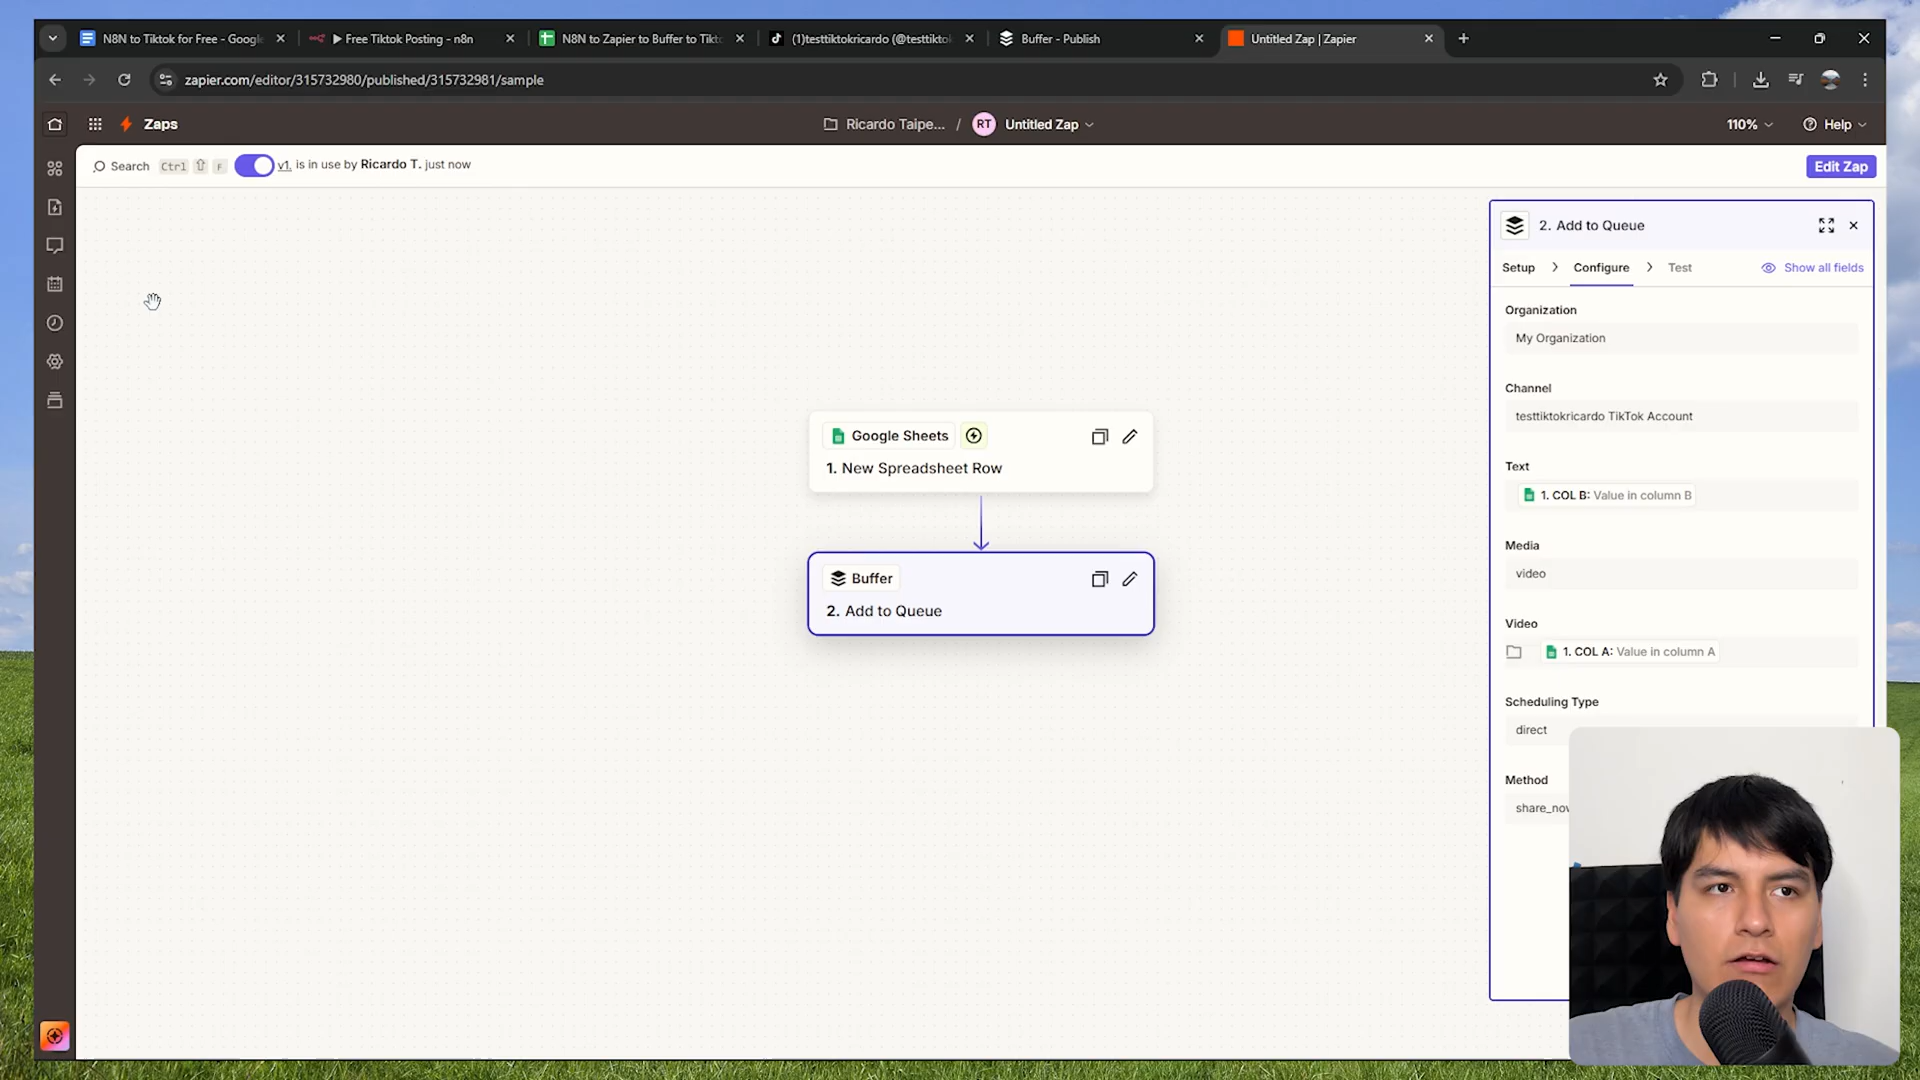 N8N to Tiktok for Free - Google
Free Tiktok Posting - n8n
N8N to Zapier to Buffer to Tikt
(1)testtiktokricardo (@testtiktok
Buffer - Publish
Untitled Zap | Zapier
zapier.com/editor/315732980/published/315732981/sample
Zaps
Ricardo Taipe... / RT Untitled Zap
110%
Help
Search Ctrl F
v1. is in use by Ricardo T. just now
Edit Zap
Google Sheets
1. New Spreadsheet Row
Buffer
2. Add to Queue
2. Add to Queue
Setup
Configure
Test
Show all fields
Organization
My Organization
Channel
testtiktokricardo TikTok Account
Text
1. COL B: Value in column B
Media
video
Video
1. COL A: Value in column A
Scheduling Type
direct
Method
share_now